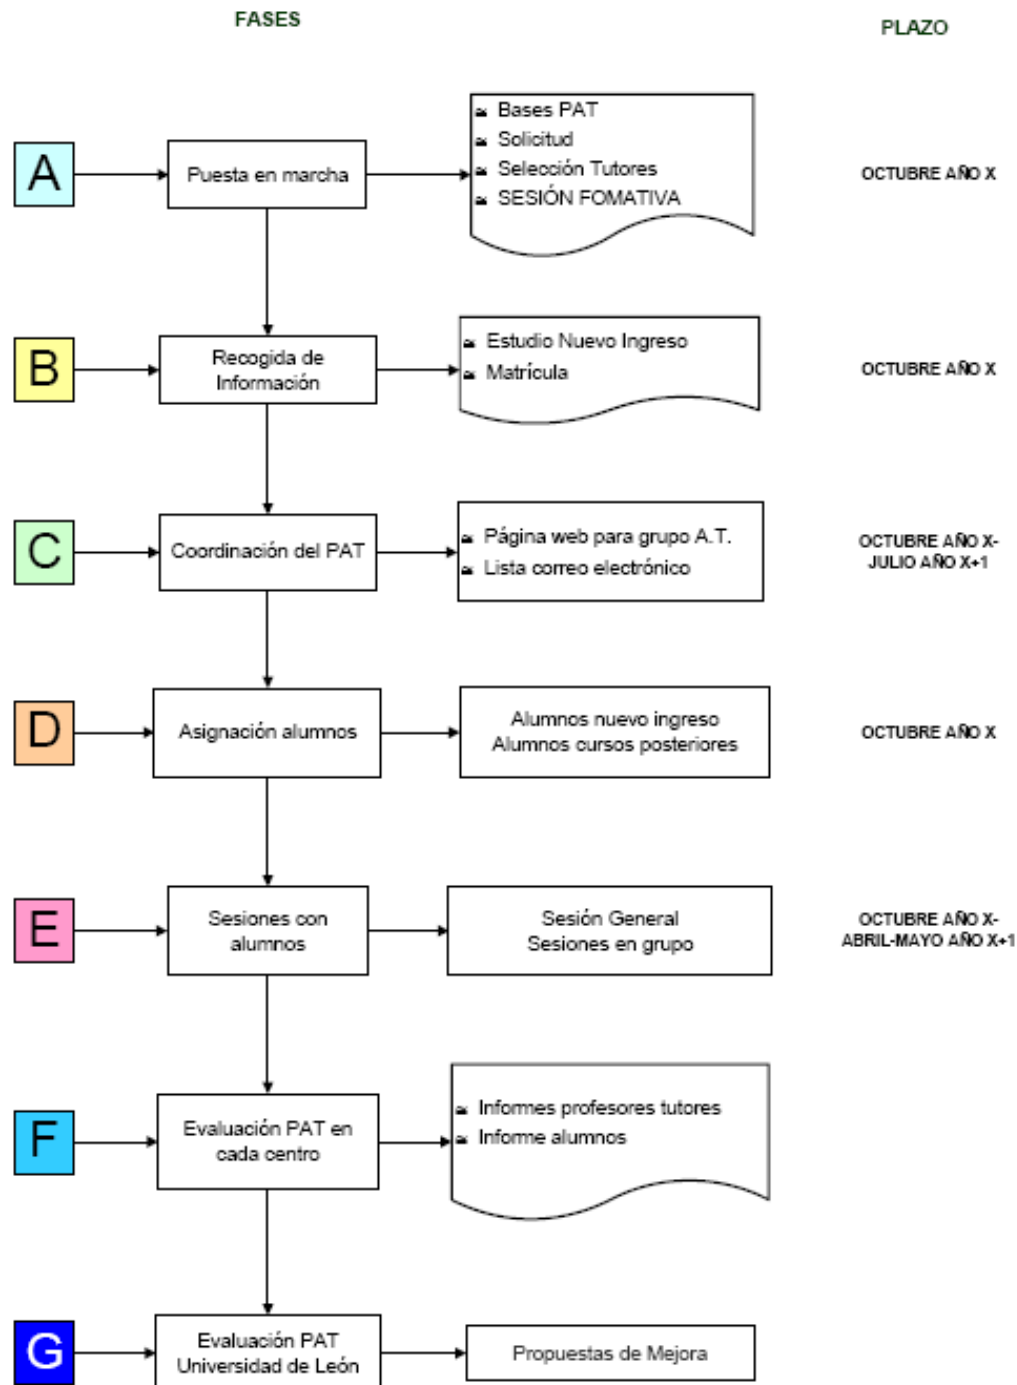 FASES
PLAZO
A
Puesta en marcha
Bases PAT
Solicitud
Selección Tutores
SESIÓN FOMATIVA
OCTUBRE AÑO X
B
Recogida de
Información
Estudio Nuevo Ingreso
Matrícula
OCTUBRE AÑO X
C
Coordinación del PAT
Página web para grupo A.T.
Lista correo electrónico
OCTUBRE AÑO X-
JULIO AÑO X+1
D
Asignación alumnos
Alumnos nuevo ingreso
Alumnos cursos posteriores
OCTUBRE AÑO X
E
Sesiones con
alumnos
Sesión General
Sesiones en grupo
OCTUBRE AÑO X-
ABRIL-MAYO AÑO X+1
F
Evaluación PAT en
cada centro
Informes profesores tutores
Informe alumnos
G
Evaluación PAT
Universidad de León
Propuestas de Mejora